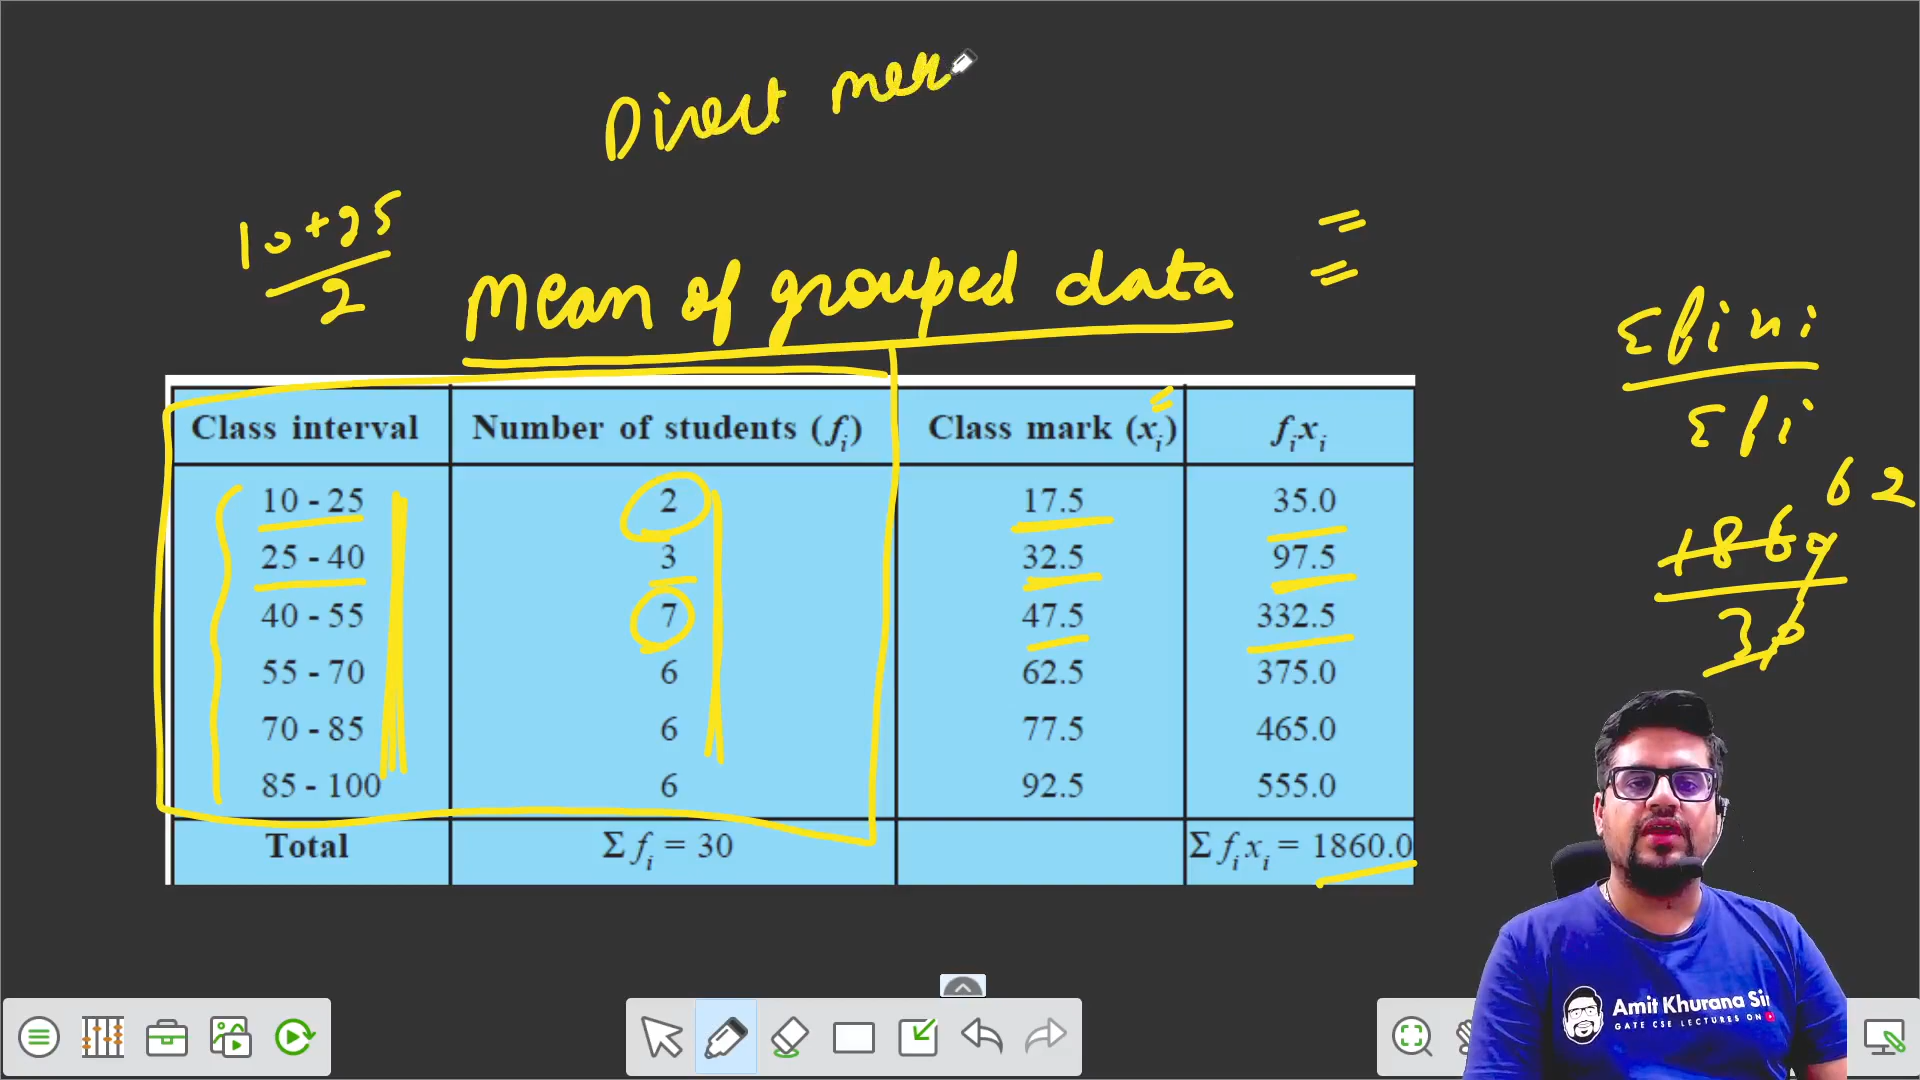 Direct me
10+25
2
Mean of grouped data
=
=
Σfixi
Σfi
62
1860
30
Class interval Number of students (fi) Class mark (xi) fixi
10 - 25 2 17.5 35.0
25 - 40 3 32.5 97.5
40 - 55 7 47.5 332.5
55 - 70 6 62.5 375.0
70 - 85 6 77.5 465.0
85 - 100 6 92.5 555.0
Total Σ fi = 30 Σ fixi = 1860.0
Amit Khurana Sir
GATE CSE LECTURES ON